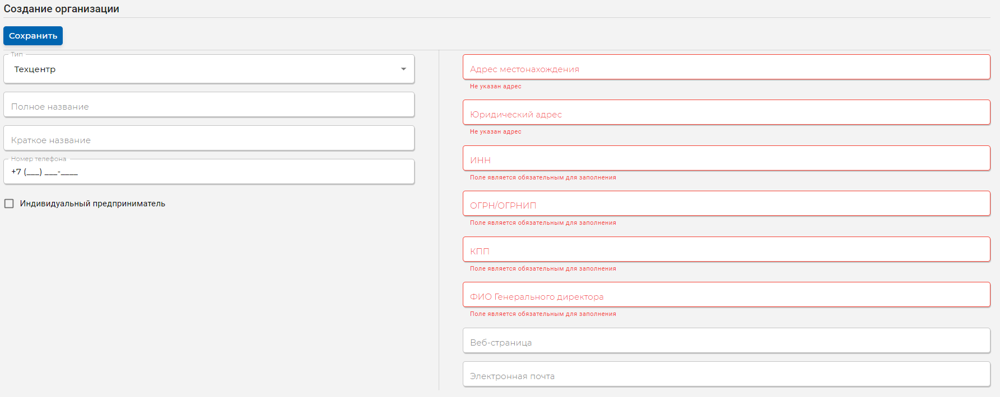 Создание организации
Сохранить
Тип
Техцентр
Полное название
Краткое название
Номер телефона
+7 (___) ___-____
Индивидуальный предприниматель
Адрес местонахождения
Не указан адрес
Юридический адрес
Не указан адрес
ИНН
Поле является обязательным для заполнения
ОГРН/ОГРНИП
Поле является обязательным для заполнения
КПП
Поле является обязательным для заполнения
ФИО Генерального директора
Поле является обязательным для заполнения
Веб-страница
Электронная почта